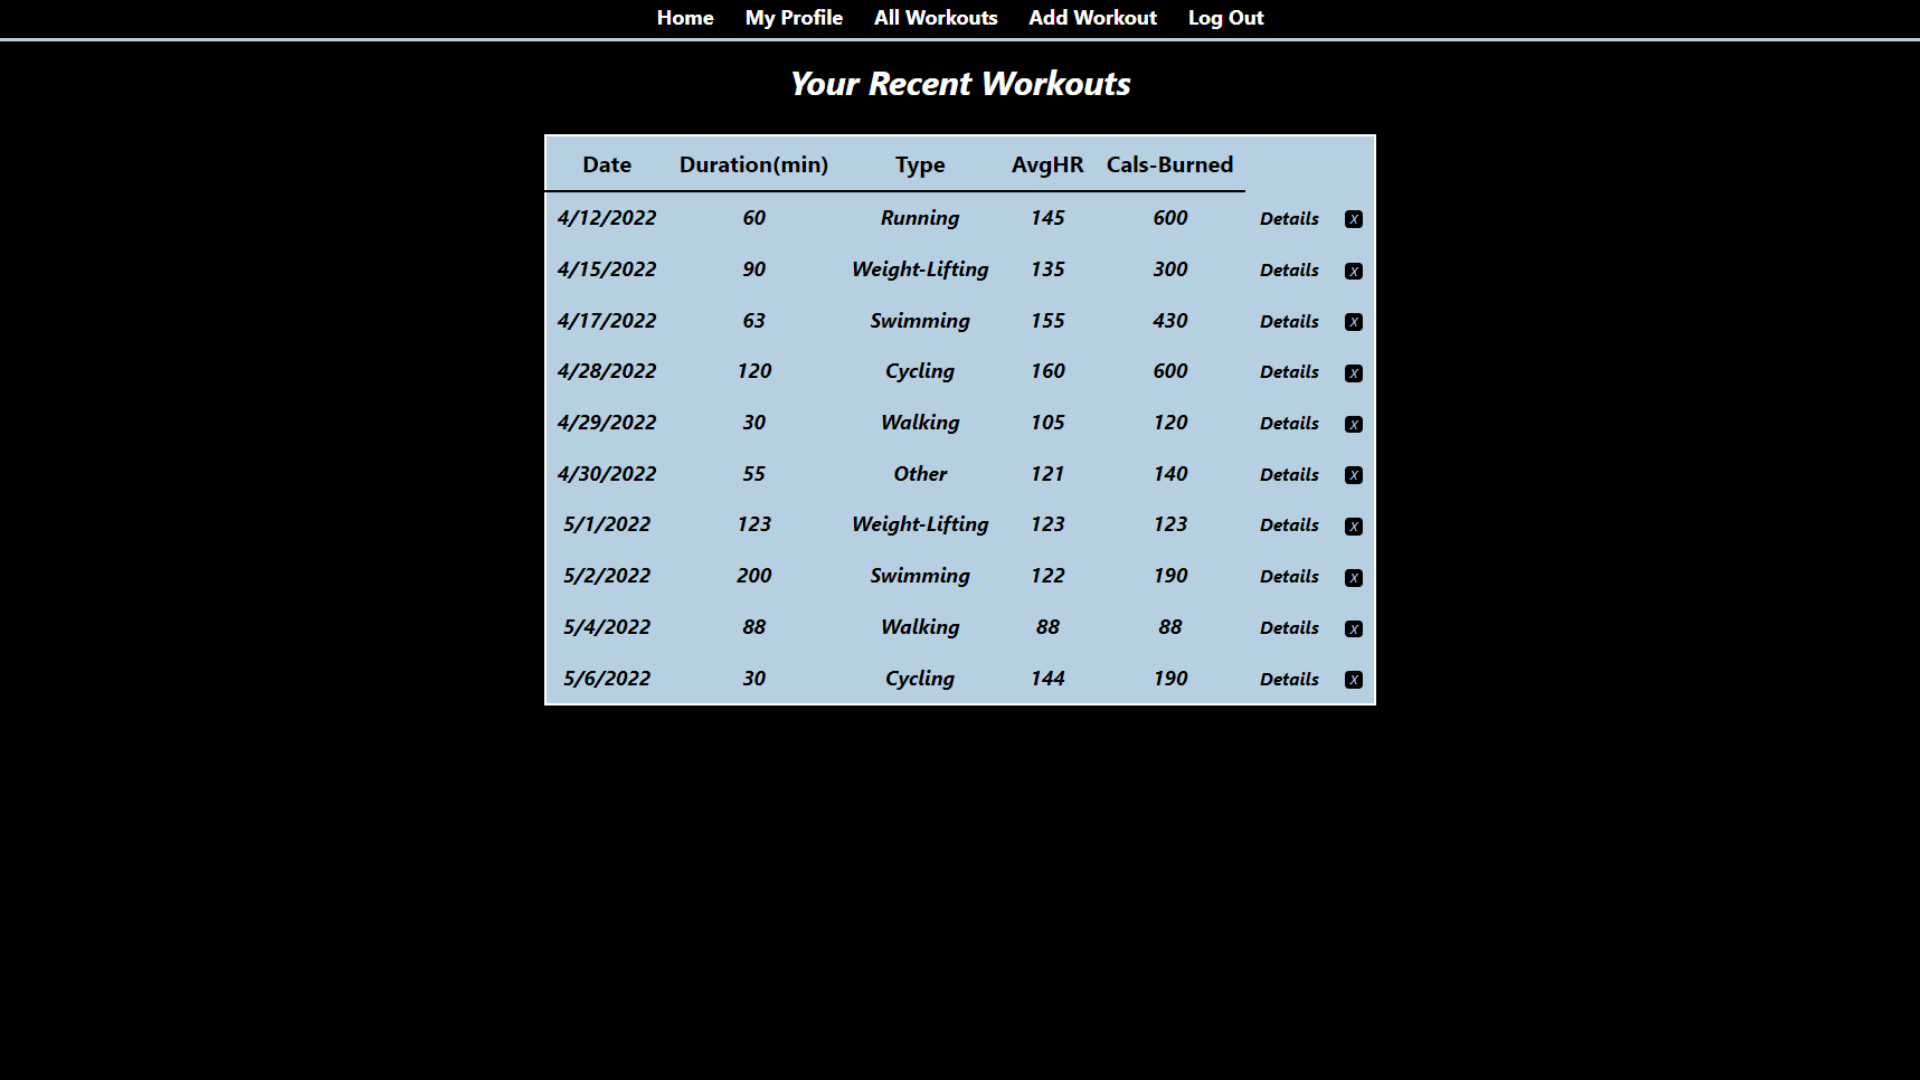 Home My Profile All Workouts Add Workout Log Out
Your Recent Workouts
Date Duration(min) Type AvgHR Cals-Burned
4/12/2022 60 Running 145 600 Details X
4/15/2022 90 Weight-Lifting 135 300 Details X
4/17/2022 63 Swimming 155 430 Details X
4/28/2022 120 Cycling 160 600 Details X
4/29/2022 30 Walking 105 120 Details X
4/30/2022 55 Other 121 140 Details X
5/1/2022 123 Weight-Lifting 123 123 Details X
5/2/2022 200 Swimming 122 190 Details X
5/4/2022 88 Walking 88 88 Details X
5/6/2022 30 Cycling 144 190 Details X